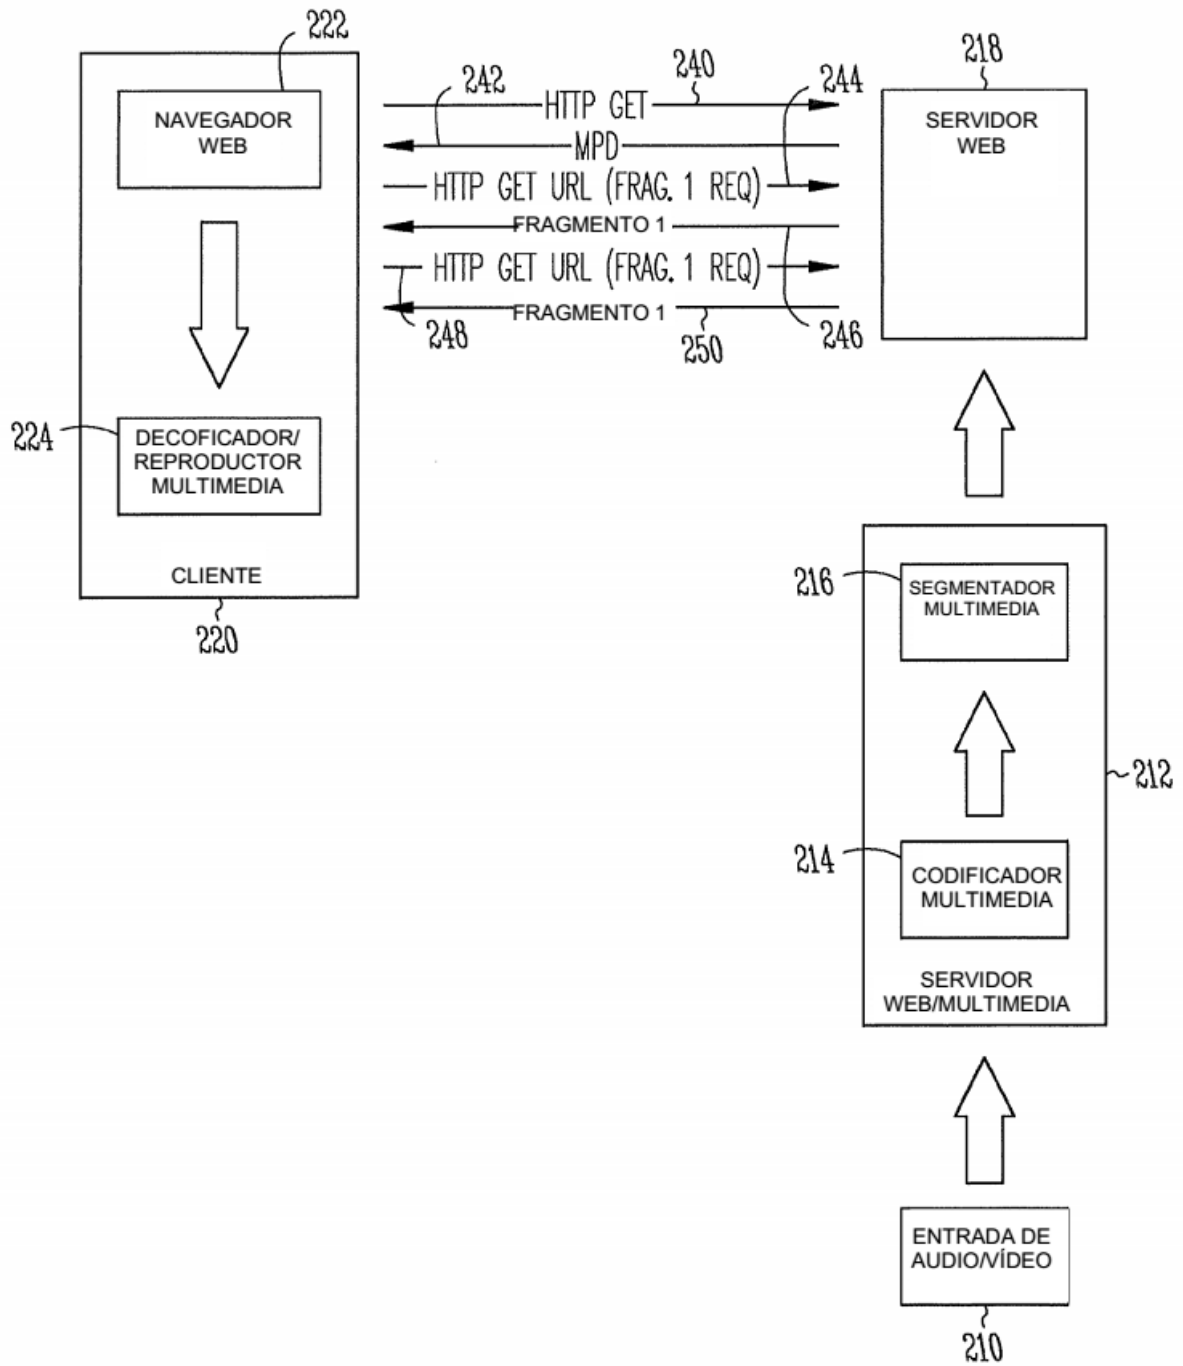 222
NAVEGADOR
WEB
224
DECOFICADOR/
REPRODUCTOR
MULTIMEDIA
CLIENTE
220
242
240
244
HTTP GET
MPD
HTTP GET URL (FRAG. 1 REQ)
FRAGMENTO 1
HTTP GET URL (FRAG. 1 REQ)
FRAGMENTO 1
248
250
246
218
SERVIDOR
WEB
216
SEGMENTADOR
MULTIMEDIA
212
214
CODIFICADOR
MULTIMEDIA
SERVIDOR
WEB/MULTIMEDIA
ENTRADA DE
AUDIO/VÍDEO
210